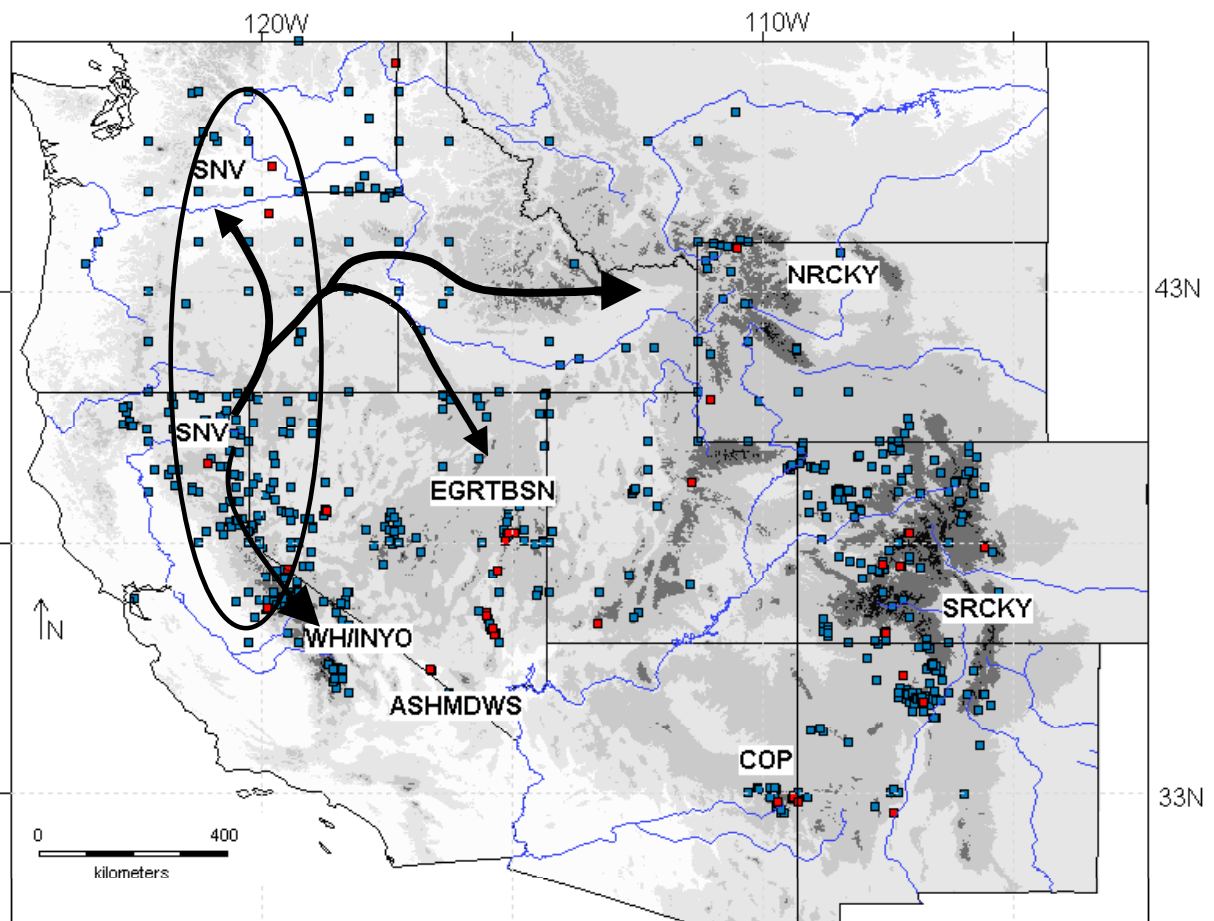 120W
110W
SNV
NRCKY
43N
SNV
EGRTBSN
SRCKY
N
WH/INYO
ASHMDWS
COP
33N
0 400
kilometers